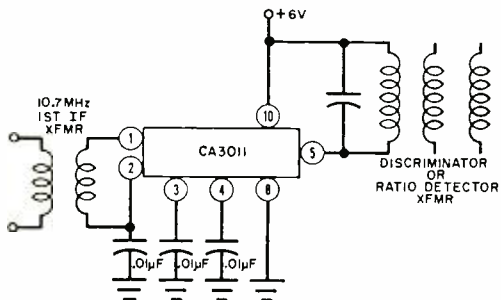 +6V
10.7MHz
1ST IF
XFMR
10
1
CA3011
5
2
DISCRIMINATOR
OR
RATIO DETECTOR
XFMR
3
4
8
.01µF
.01µF
.01µF